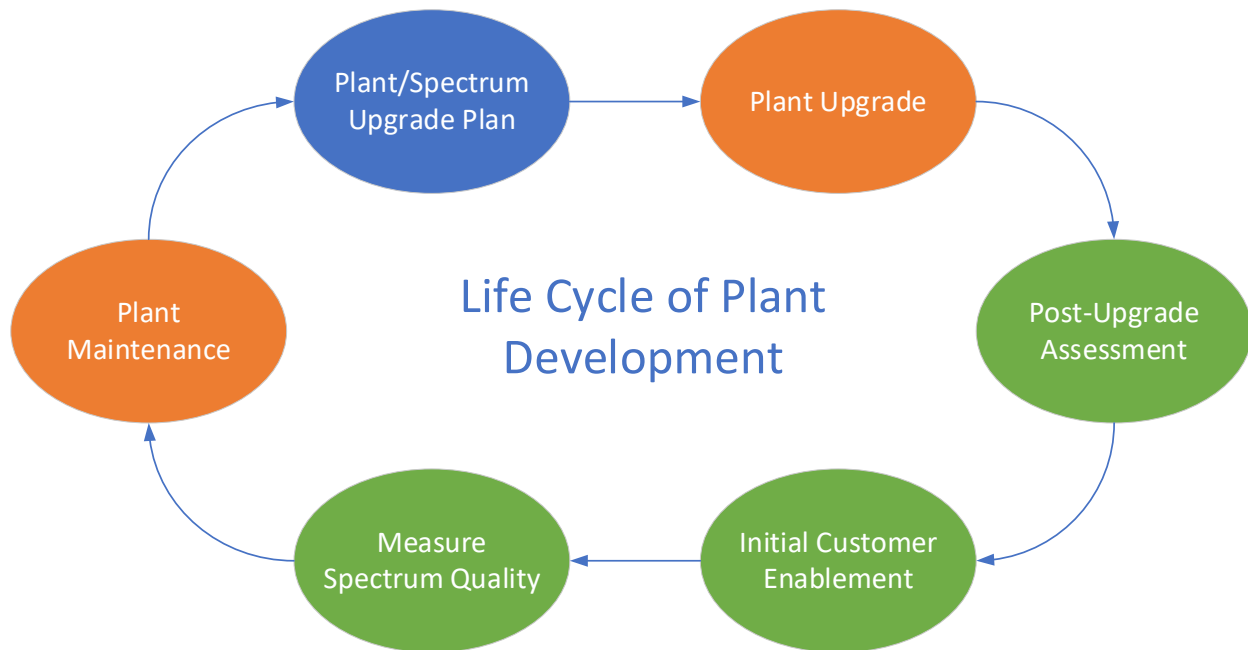 Plant/Spectrum
Upgrade Plan
Plant Upgrade
Post-Upgrade
Assessment
Initial Customer
Enablement
Measure
Spectrum Quality
Plant
Maintenance
Life Cycle of Plant
Development